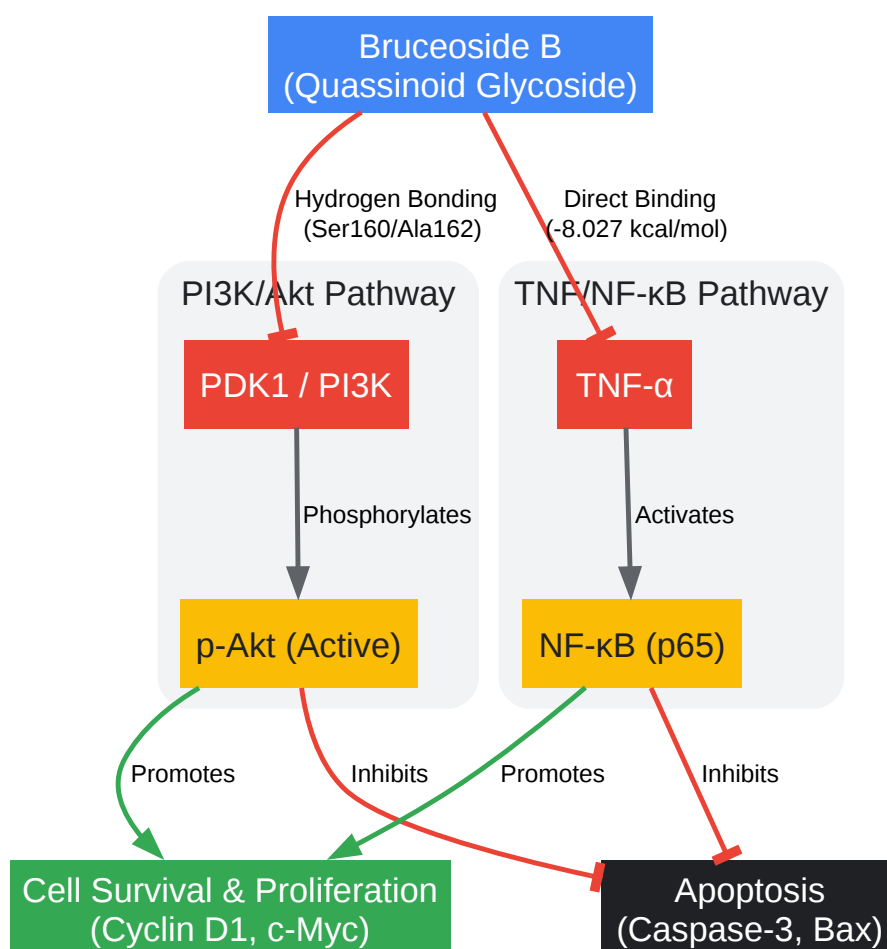 Bruceoside B
(Quassinoid Glycoside)
Hydrogen Bonding
(Ser160/Ala162)
Direct Binding
(-8.027 kcal/mol)
PI3K/Akt Pathway
TNF/NF-κB Pathway
PDK1 / PI3K
TNF-α
Phosphorylates
Activates
p-Akt (Active)
NF-κB (p65)
Promotes
Inhibits
Promotes
Inhibits
Cell Survival & Proliferation
(Cyclin D1, c-Myc)
Apoptosis
(Caspase-3, Bax)